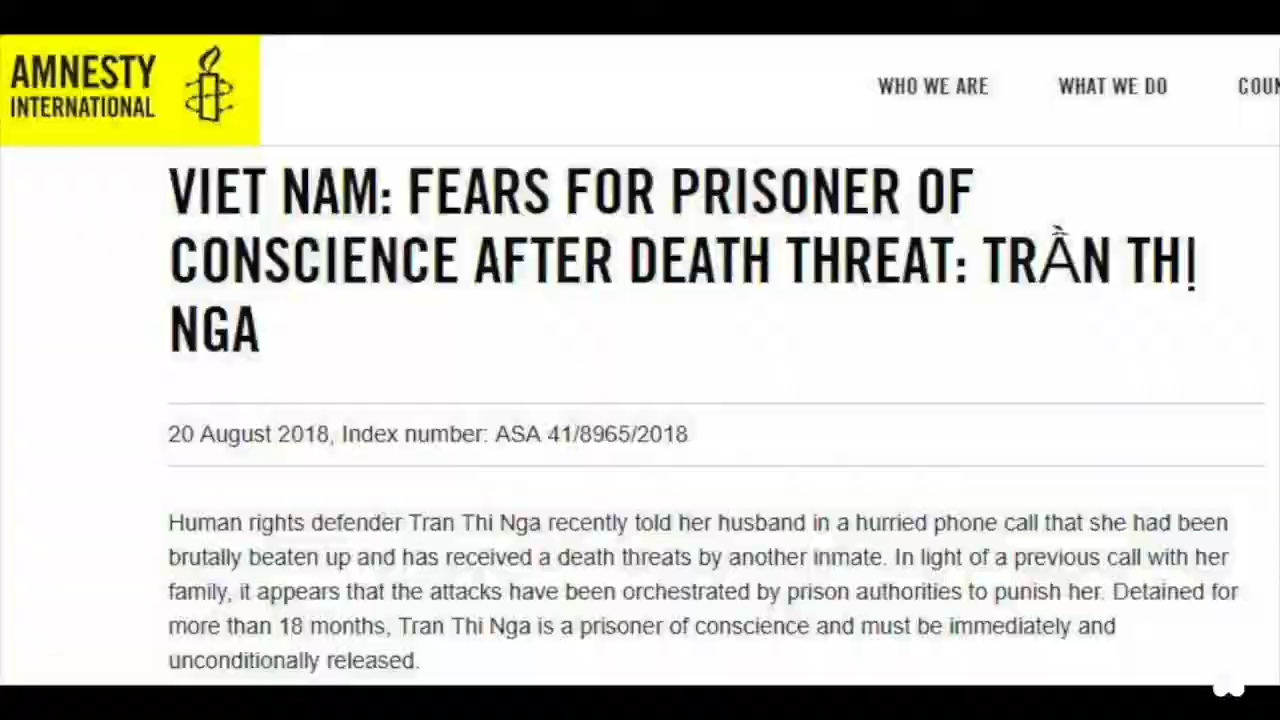 AMNESTY
INTERNATIONAL
WHO WE ARE
WHAT WE DO
COUN
VIET NAM: FEARS FOR PRISONER OF
CONSCIENCE AFTER DEATH THREAT: TRẦN THỊ
NGA
20 August 2018, Index number: ASA 41/8965/2018
Human rights defender Tran Thi Nga recently told her husband in a hurried phone call that she had been
brutally beaten up and has received a death threats by another inmate. In light of a previous call with her
family, it appears that the attacks have been orchestrated by prison authorities to punish her. Detained for
more than 18 months, Tran Thi Nga is a prisoner of conscience and must be immediately and
unconditionally released.